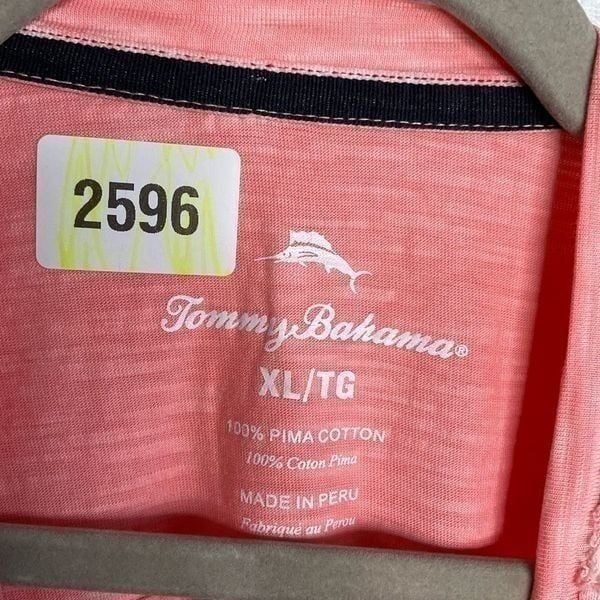 2596
Tommy Bahama®
XL/TG
100% PIMA COTTON
100% Coton Pima
MADE IN PERU
Fabriqué au Perou